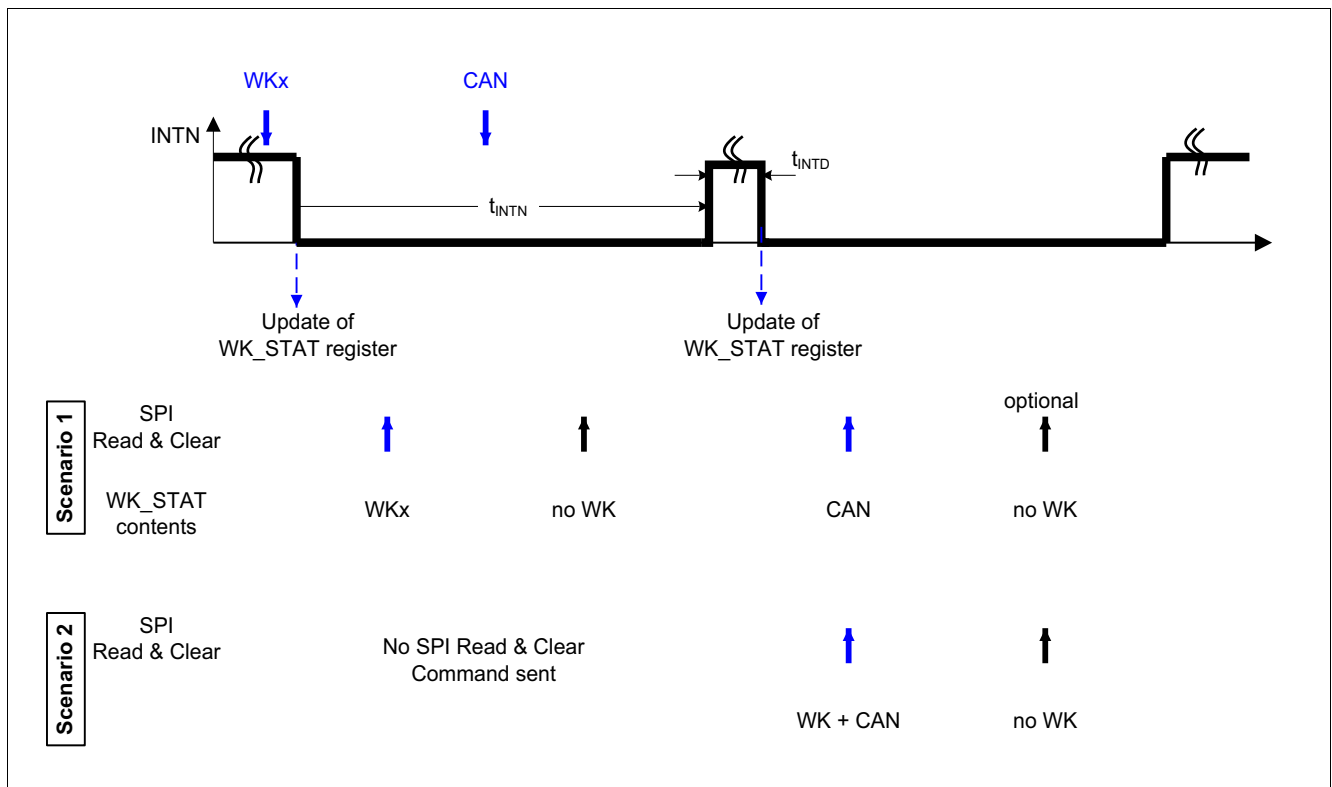 WKx
CAN
INTN
tINTD
tINTN
Update of
WK_STAT register
Update of
WK_STAT register
Scenario 1
SPI
Read & Clear
optional
WK_STAT
contents
WKx
no WK
CAN
no WK
Scenario 2
SPI
Read & Clear
No SPI Read & Clear
Command sent
WK + CAN
no WK